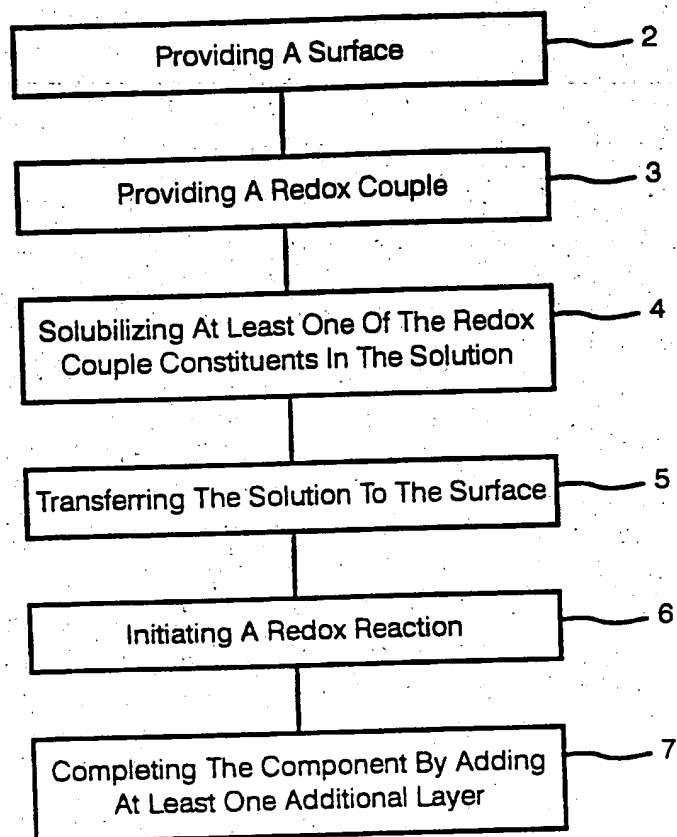 Providing A Surface
2
Providing A Redox Couple
3
Solubilizing At Least One Of The Redox
Couple Constituents In The Solution
4
Transferring The Solution To The Surface
5
Initiating A Redox Reaction
6
Completing The Component By Adding
At Least One Additional Layer
7